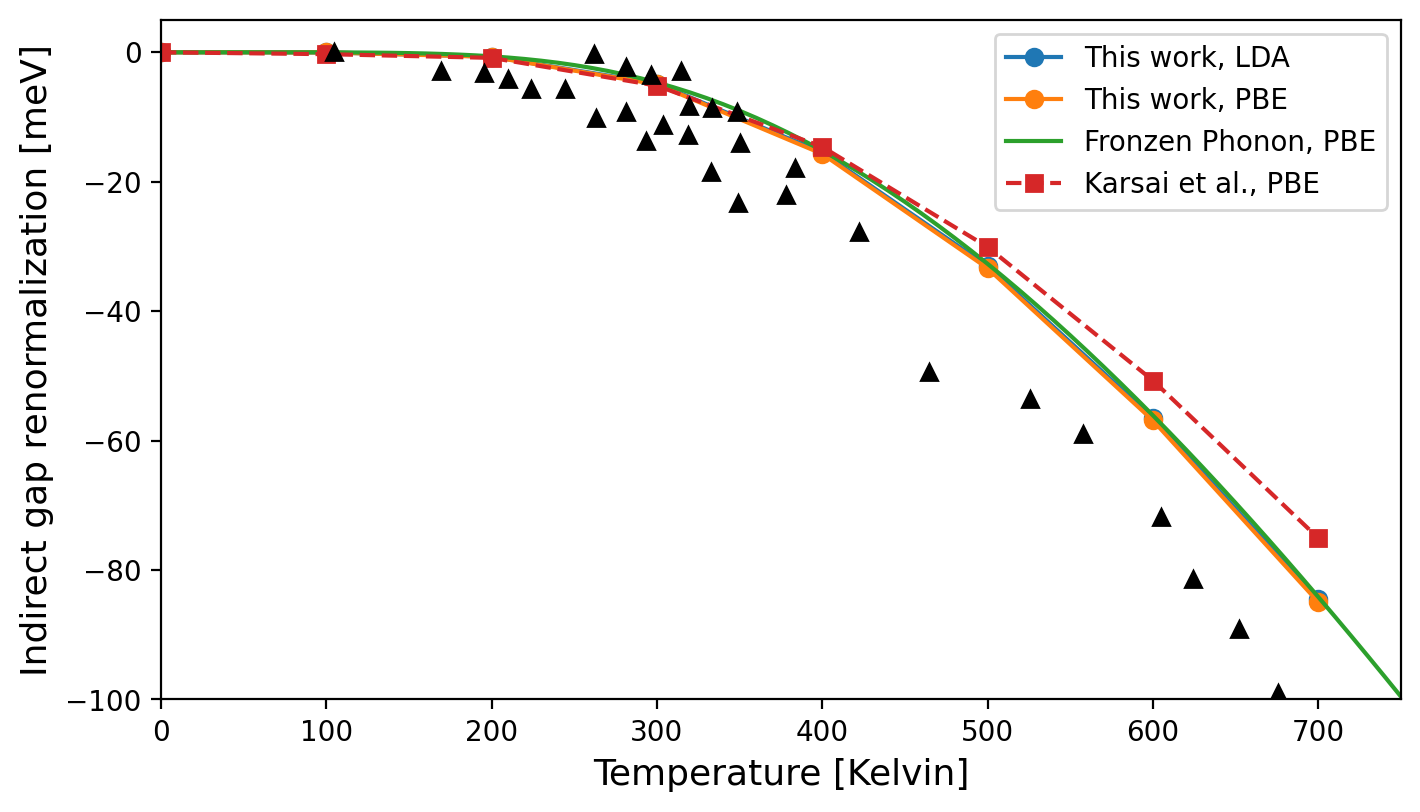 Indirect gap renormalization [meV]
0
−20
−40
−60
−80
−100
0 100 200 300 400 500 600 700
Temperature [Kelvin]
This work, LDA
This work, PBE
Fronzen Phonon, PBE
Karsai et al., PBE